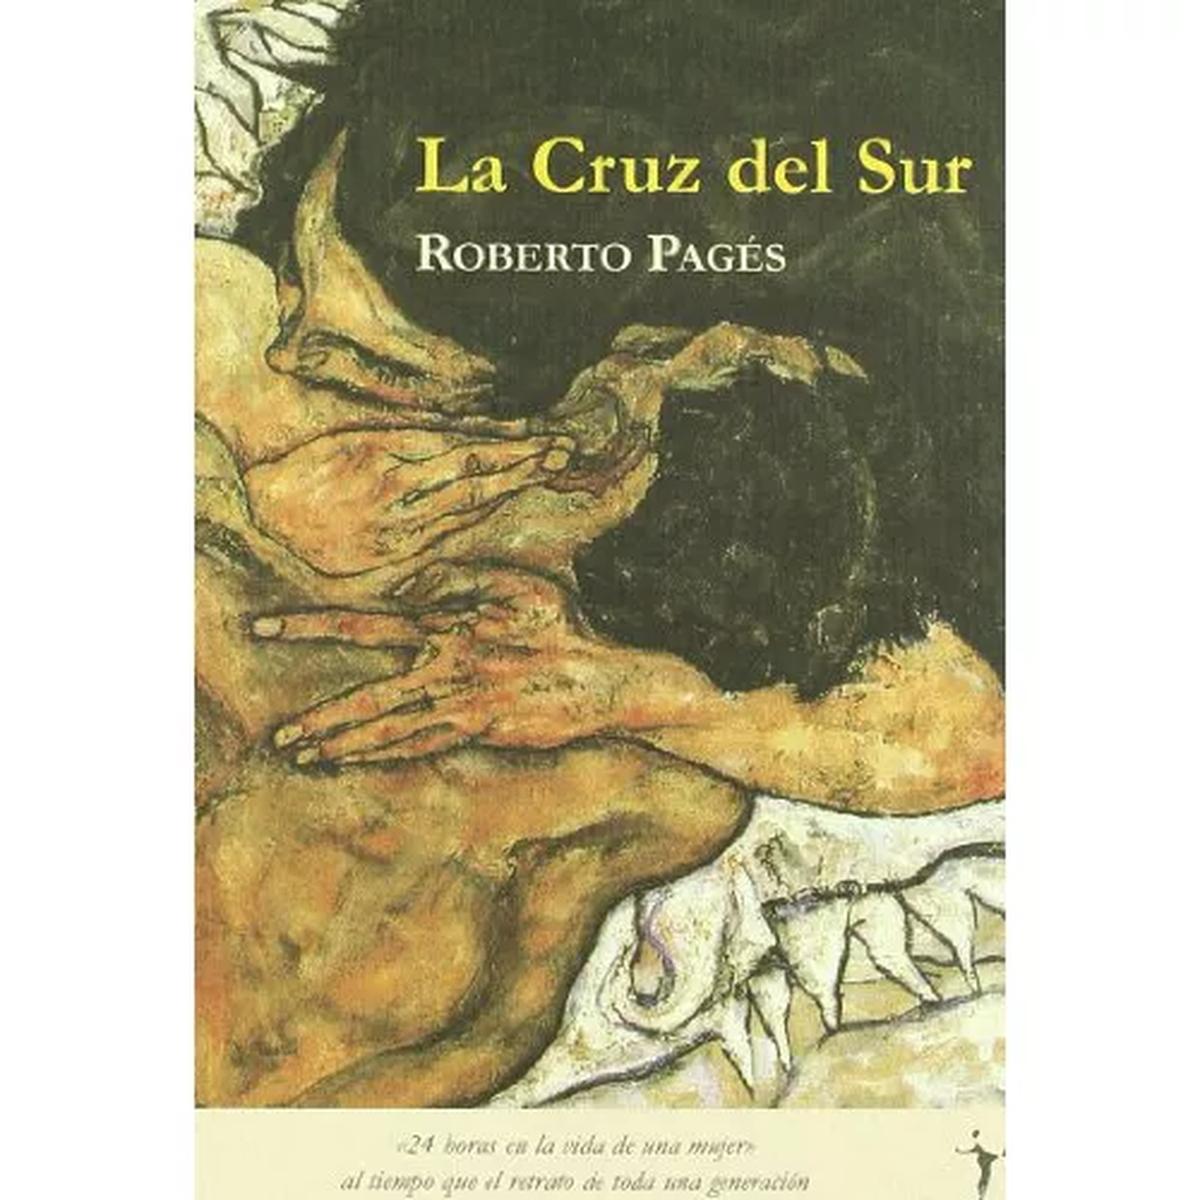 La Cruz del Sur
ROBERTO PAGÉS
«24 horas en la vida de una mujer»
al tiempo que el retrato de toda una generación